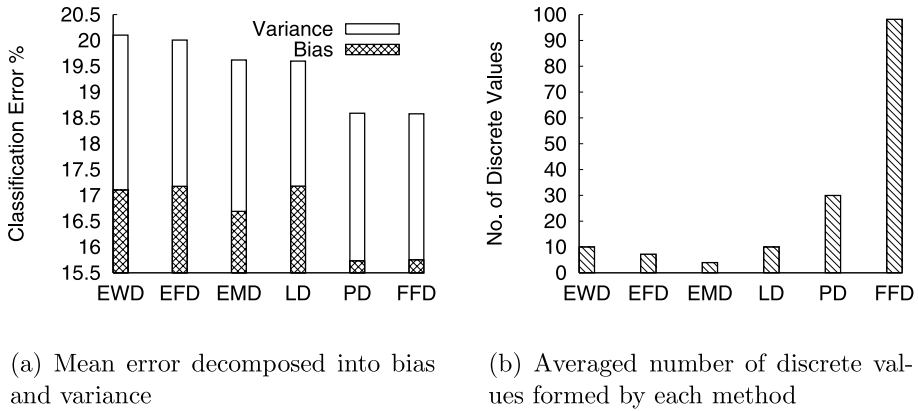 20.5
20
19.5
19
18.5
18
17.5
17
16.5
16
15.5
Classification Error %
Variance
Bias
EWD EFD EMD LD PD FFD
100
90
80
70
60
50
40
30
20
10
0
No. of Discrete Values
EWD EFD EMD LD PD FFD
(a) Mean error decomposed into bias
and variance
(b) Averaged number of discrete val-
ues formed by each method